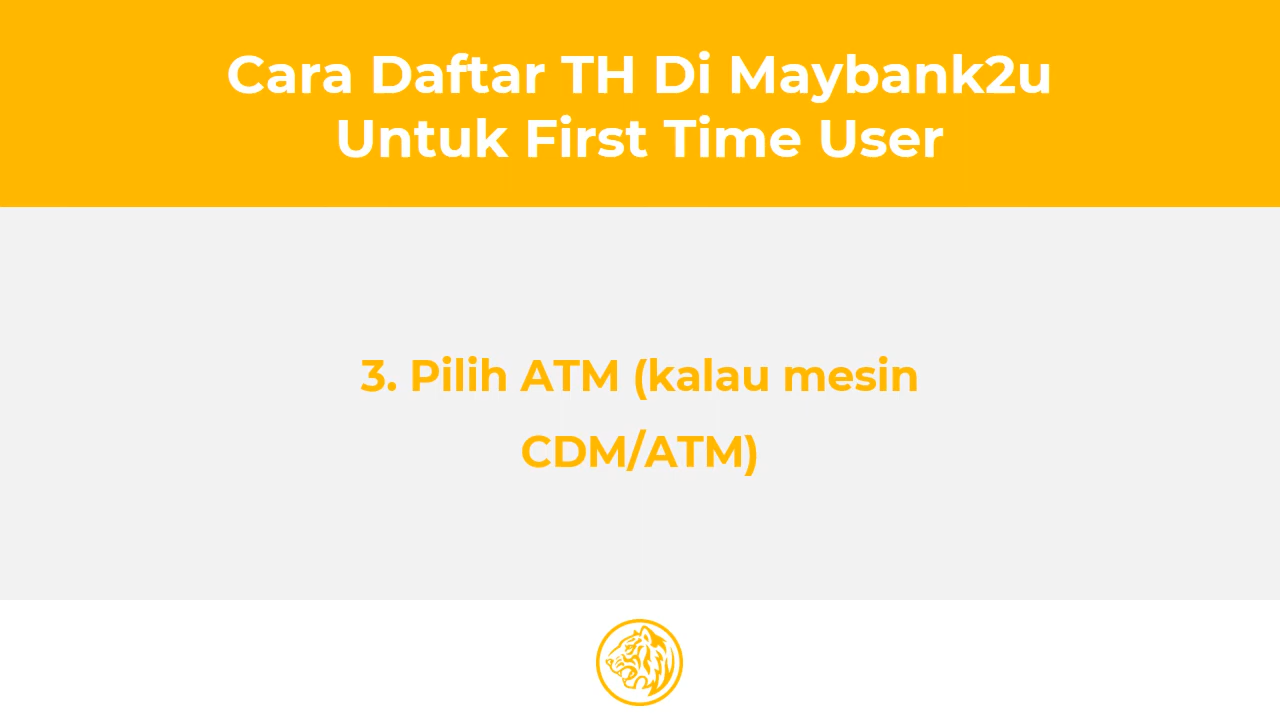 Cara Daftar TH Di Maybank2u
Untuk First Time User
3. Pilih ATM (kalau mesin
CDM/ATM)